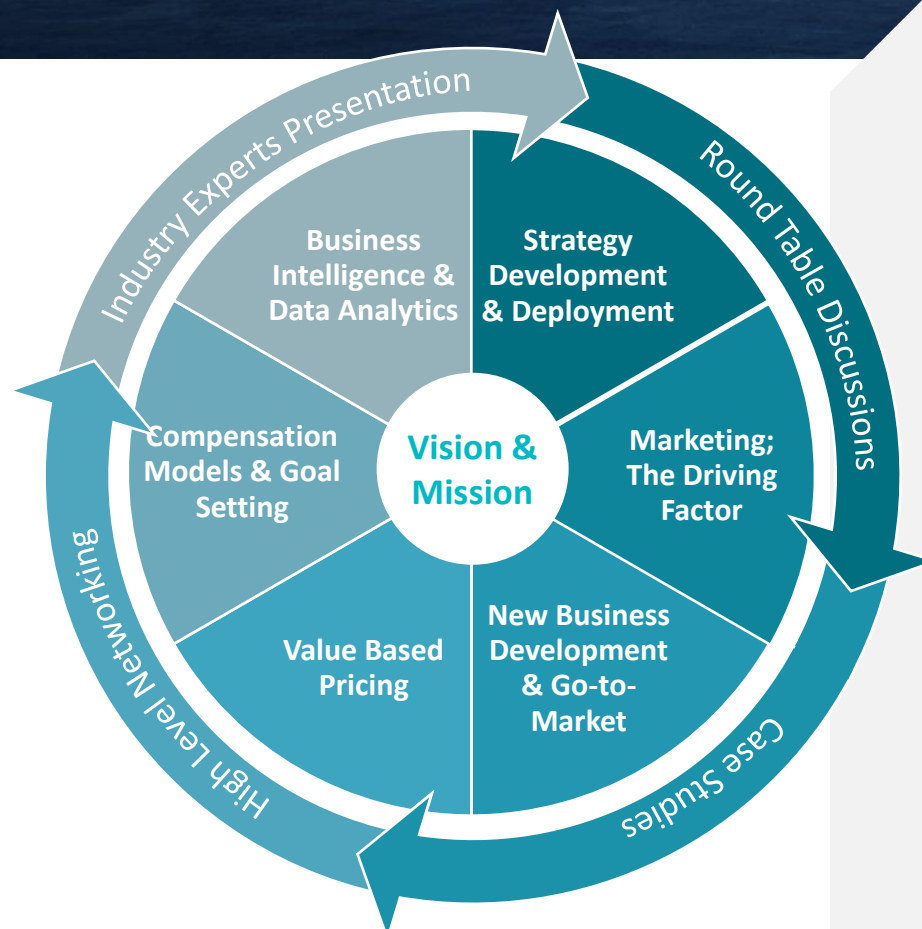 Industry Experts Presentation
Round Table Discussions
Business
Intelligence &
Data Analytics
Strategy
Development
& Deployment
Compensation
Models & Goal
Setting
Vision &
Mission
Marketing;
The Driving
Factor
Value Based
Pricing
New Business
Development
& Go-to-
Market
High Level Networking
Case Studies